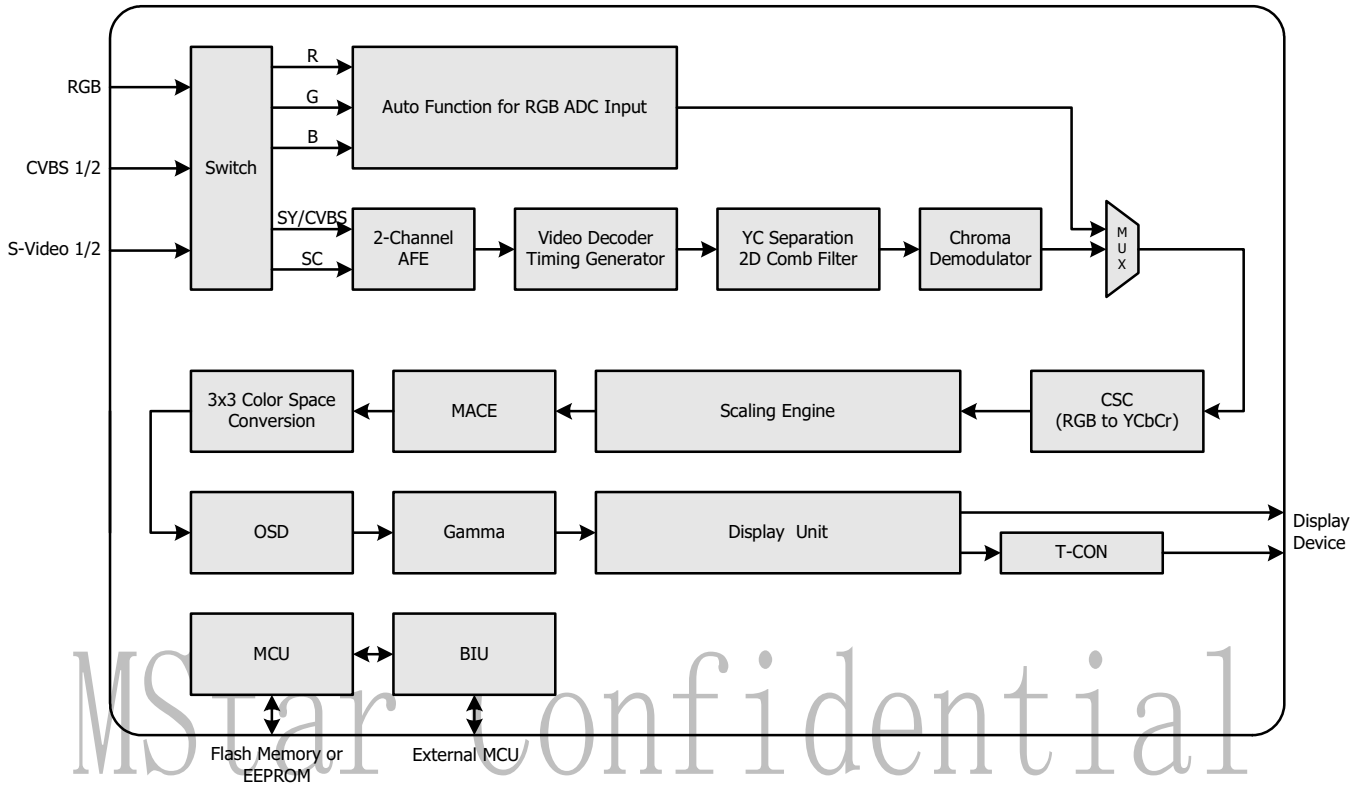 R
RGB
G
Auto Function for RGB ADC Input
B
CVBS 1/2
Switch
SY/CVBS
S-Video 1/2
SC
2-Channel
AFE
Video Decoder
Timing Generator
YC Separation
2D Comb Filter
Chroma
Demodulator
M
U
X
3x3 Color Space
Conversion
MACE
Scaling Engine
CSC
(RGB to YCbCr)
OSD
Gamma
Display Unit
T-CON
Display
Device
MCU
BIU
MStar Confidential
Flash Memory or
EEPROM
External MCU